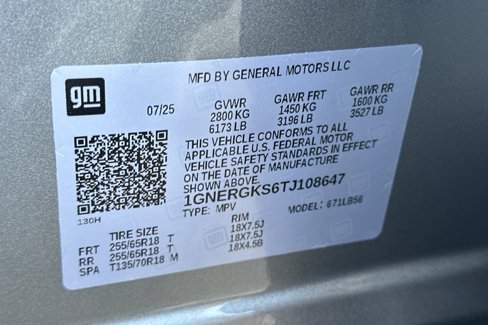 MFD BY GENERAL MOTORS LLC
gm
07/25
GVWR GAWR FRT GAWR RR
2800 KG 1450 KG 1600 KG
6173 LB 3196 LB 3527 LB
THIS VEHICLE CONFORMS TO ALL
APPLICABLE U.S. FEDERAL MOTOR
VEHICLE SAFETY STANDARDS IN EFFECT
ON THE DATE OF MANUFACTURE
SHOWN ABOVE.
1GNERGKS6TJ108647
TYPE: MPV MODEL: 671LB56
130H
TIRE SIZE RIM
FRT 255/65R18 T 18X7.5J
RR 255/65R18 T 18X7.5J
SPA T135/70R18 M 18X4.5B